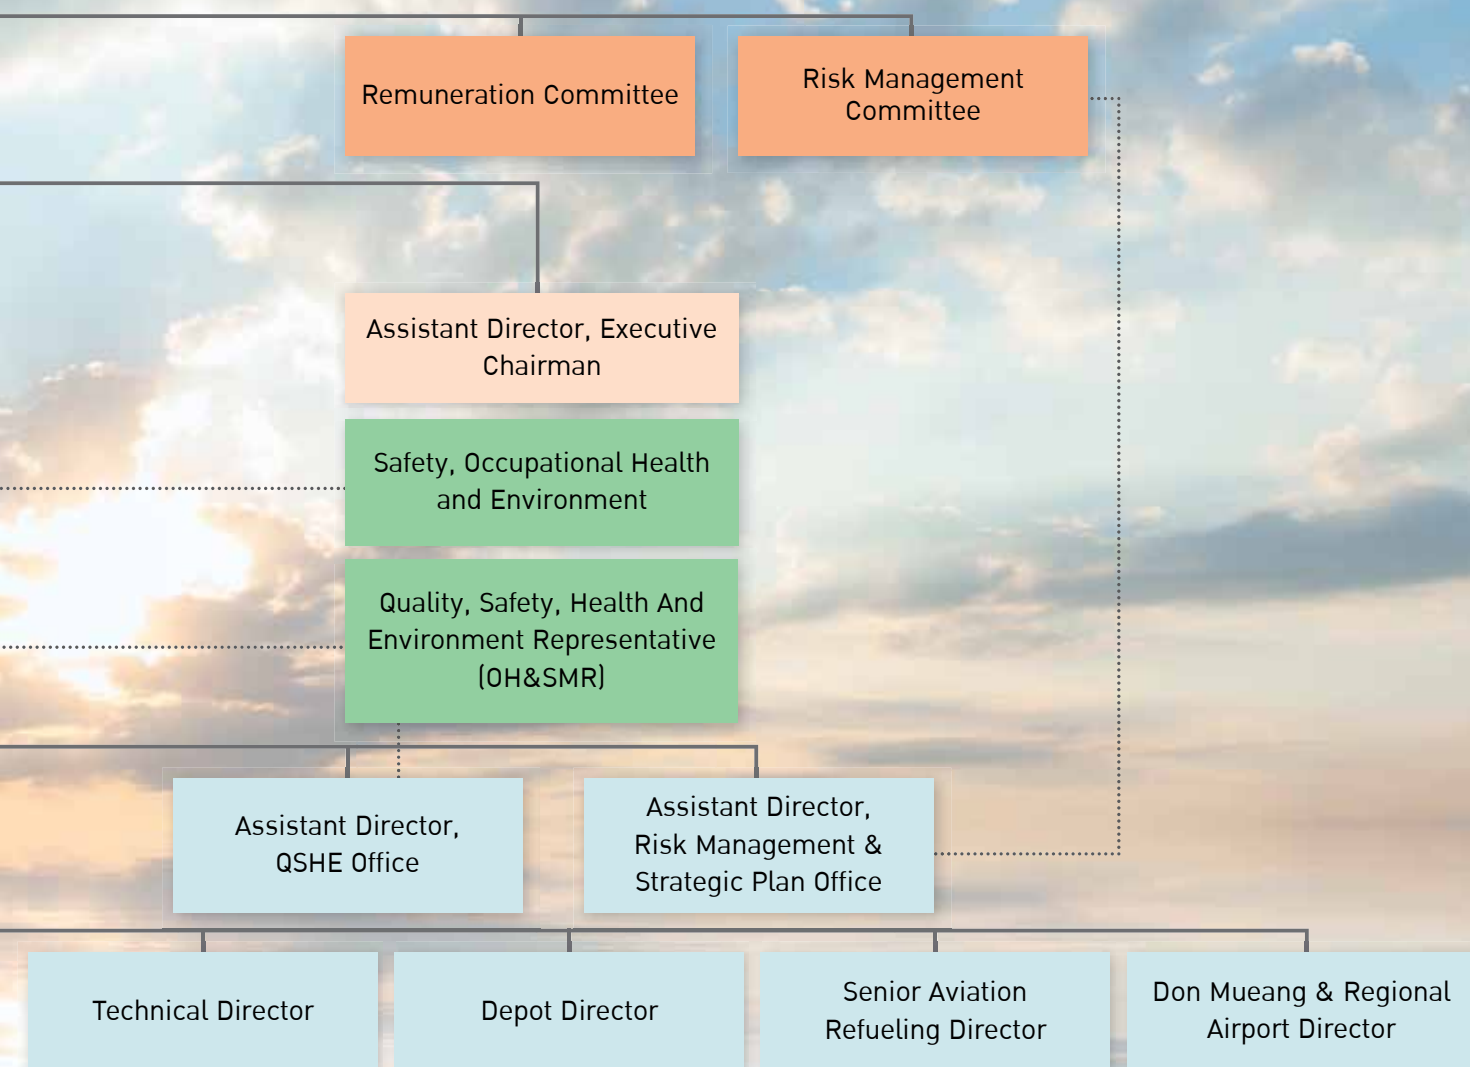 Remuneration Committee
Risk Management
Committee
Assistant Director, Executive
Chairman
Safety, Occupational Health
and Environment
Quality, Safety, Health And
Environment Representative
(OH&SMR)
Assistant Director,
QSHE Office
Assistant Director,
Risk Management &
Strategic Plan Office
Technical Director
Depot Director
Senior Aviation
Refueling Director
Don Mueang & Regional
Airport Director